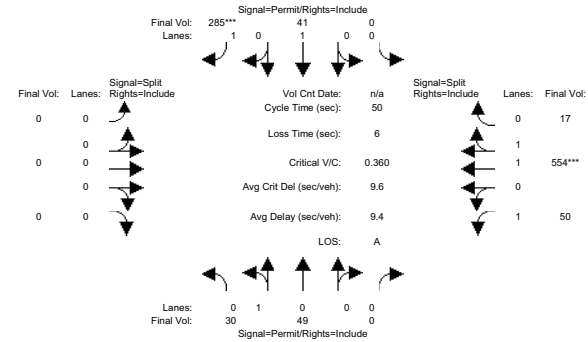 Signal=Permit/Rights=Include
Final Vol: 285*** 41 0
Lanes: 1 0 1 0 0
Signal=Split Signal=Split
Final Vol: Lanes: Rights=Include Vol Cnt Date: n/a Rights=Include Lanes: Final Vol:
Cycle Time (sec): 50
0 0 0 17
Loss Time (sec): 6
0 1
0 0 Critical V/C: 0.360 1 554***
0 Avg Crit Del (sec/veh): 9.6 0
0 0 Avg Delay (sec/veh): 9.4 1 50
LOS: A
Lanes: 0 1 0 0 0
Final Vol: 30 49 0
Signal=Permit/Rights=Include